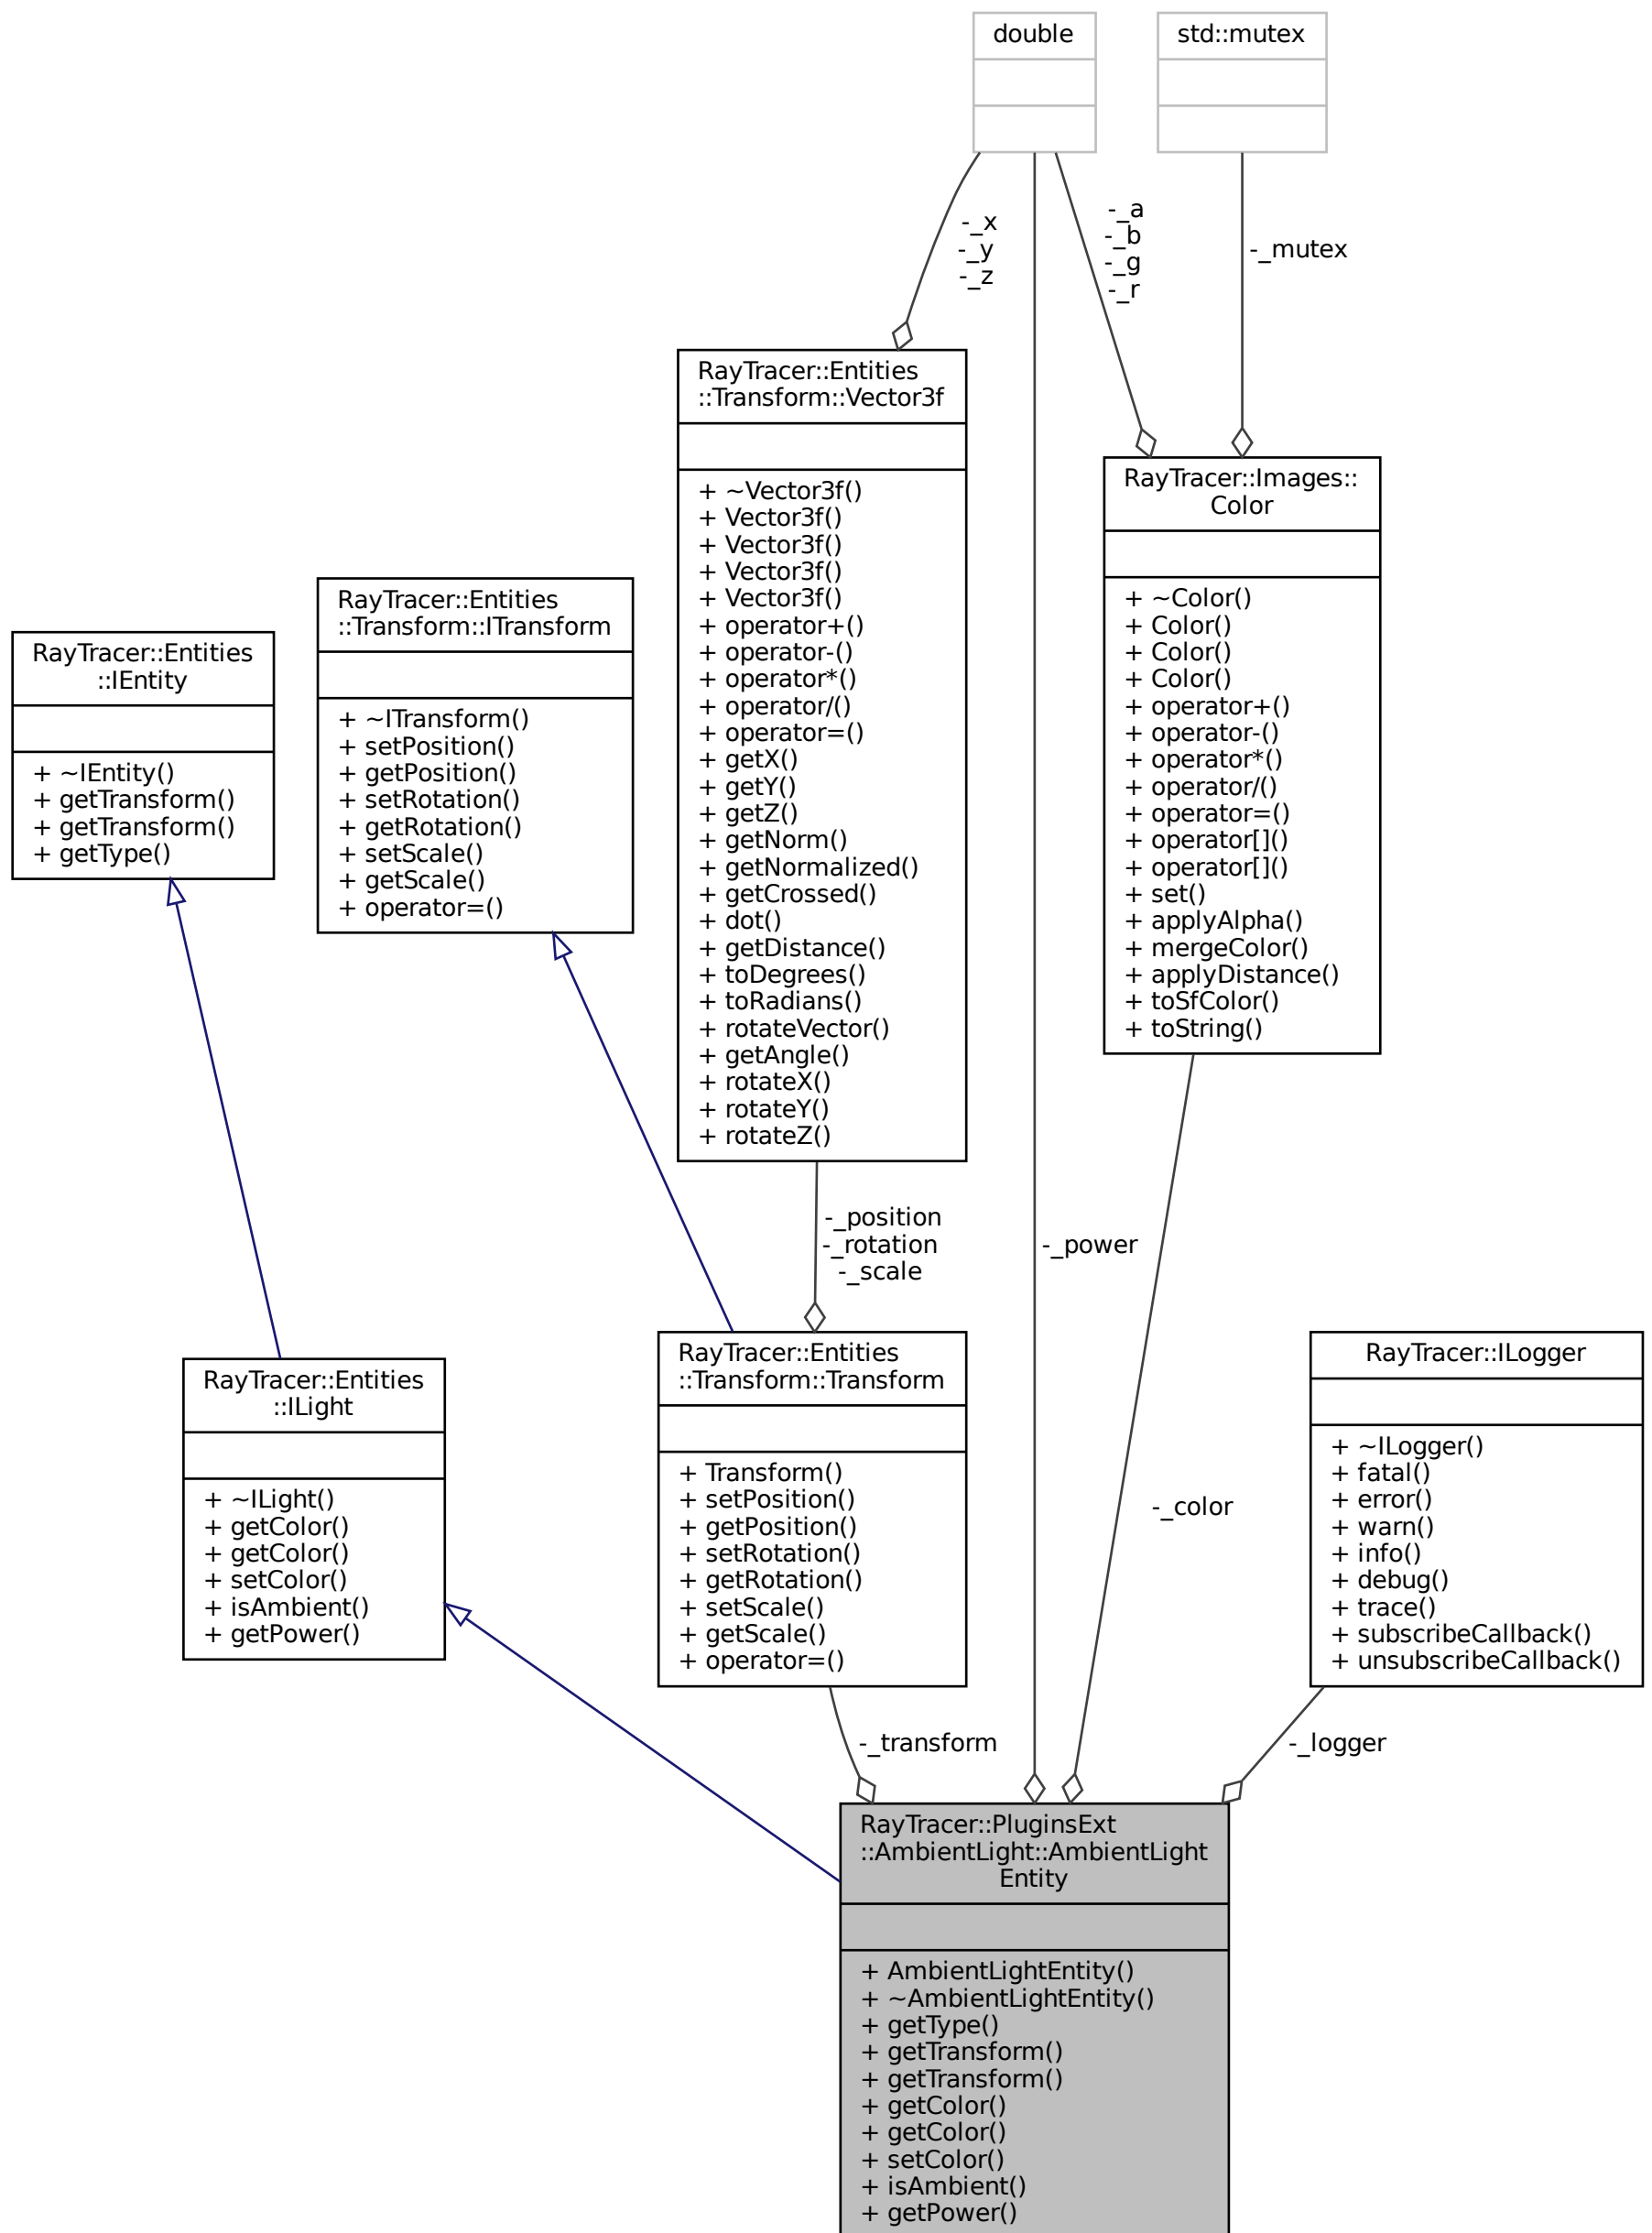 double
std::mutex
-_x
-_y
-_z
-_a
-_b
-_g
-_r
-_mutex
RayTracer::Entities
::Transform::Vector3f
+ ~Vector3f()
+ Vector3f()
+ Vector3f()
+ Vector3f()
+ Vector3f()
+ operator+()
+ operator-()
+ operator*()
+ operator/()
+ operator=()
+ getX()
+ getY()
+ getZ()
+ getNorm()
+ getNormalized()
+ getCrossed()
+ dot()
+ getDistance()
+ toDegrees()
+ toRadians()
+ rotateVector()
+ getAngle()
+ rotateX()
+ rotateY()
+ rotateZ()
RayTracer::Images::
Color
+ ~Color()
+ Color()
+ Color()
+ Color()
+ operator+()
+ operator-()
+ operator*()
+ operator/()
+ operator=()
+ operator[]()
+ operator[]()
+ set()
+ applyAlpha()
+ mergeColor()
+ applyDistance()
+ toSfColor()
+ toString()
RayTracer::Entities
::Transform::ITransform
+ ~ITransform()
+ setPosition()
+ getPosition()
+ setRotation()
+ getRotation()
+ setScale()
+ getScale()
+ operator=()
RayTracer::Entities
::IEntity
+ ~IEntity()
+ getTransform()
+ getTransform()
+ getType()
-_position
-_rotation
-_scale
-_power
RayTracer::Entities
::ILight
+ ~ILight()
+ getColor()
+ getColor()
+ setColor()
+ isAmbient()
+ getPower()
RayTracer::Entities
::Transform::Transform
+ Transform()
+ setPosition()
+ getPosition()
+ setRotation()
+ getRotation()
+ setScale()
+ getScale()
+ operator=()
-_color
RayTracer::ILogger
+ ~ILogger()
+ fatal()
+ error()
+ warn()
+ info()
+ debug()
+ trace()
+ subscribeCallback()
+ unsubscribeCallback()
-_transform
-_logger
RayTracer::PluginsExt
::AmbientLight::AmbientLight
Entity
+ AmbientLightEntity()
+ ~AmbientLightEntity()
+ getType()
+ getTransform()
+ getTransform()
+ getColor()
+ getColor()
+ setColor()
+ isAmbient()
+ getPower()